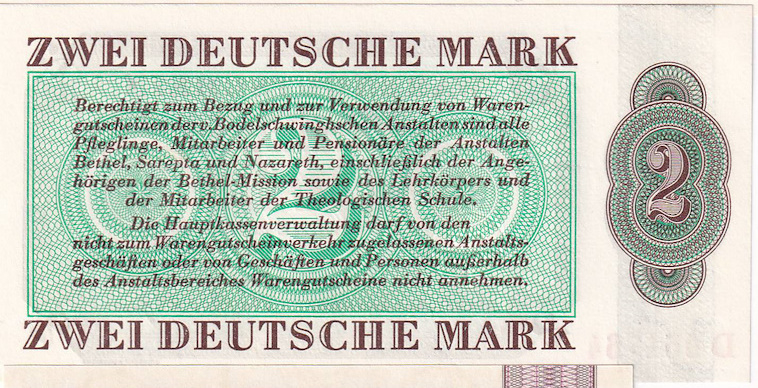 ZWEI DEUTSCHE MARK
Berechtigt zum Bezug und zur Verwendung von Waren-
gutscheinen der v. Bodelschwinghschen Anstalten sind alle
Pfleglinge, Mitarbeiter und Pensionäre der Anstalten
Bethel, Sarepta und Nazareth, einschließlich der Ange-
hörigen der Bethel-Mission sowie des Lehrkörpers und
der Mitarbeiter der Theologischen Schule.
Die Hauptkassenverwaltung darf von den
nicht zum Warengutscheinverkehr zugelassenen Anstalts-
geschäften oder von Geschäften und Personen außerhalb
des Anstaltsbereiches Warengutscheine nicht annehmen.
2
2
ZWEI DEUTSCHE MARK